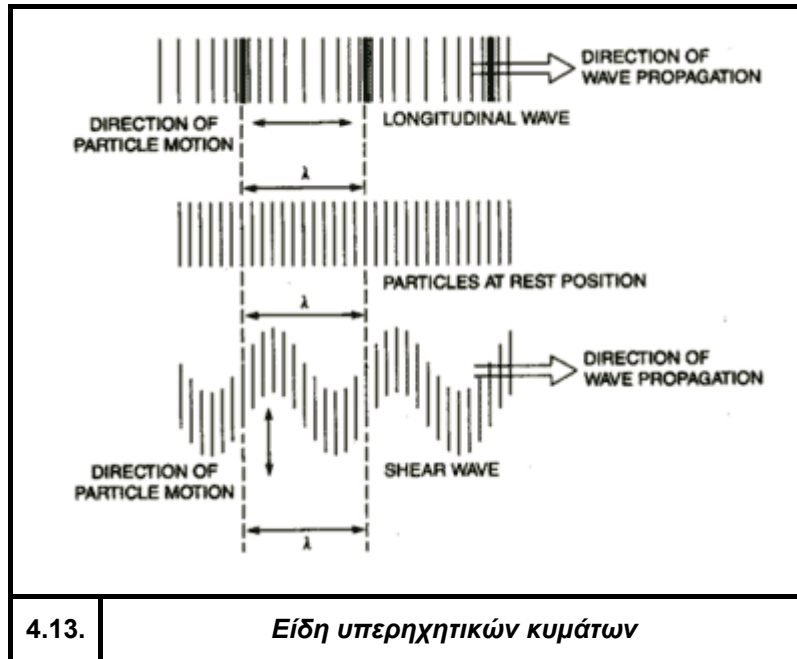 DIRECTION OF
WAVE PROPAGATION
DIRECTION OF
PARTICLE MOTION
LONGITUDINAL WAVE
λ
PARTICLES AT REST POSITION
λ
DIRECTION OF
WAVE PROPAGATION
DIRECTION OF
PARTICLE MOTION
SHEAR WAVE
λ
4.13. Είδη υπερηχητικών κυμάτων